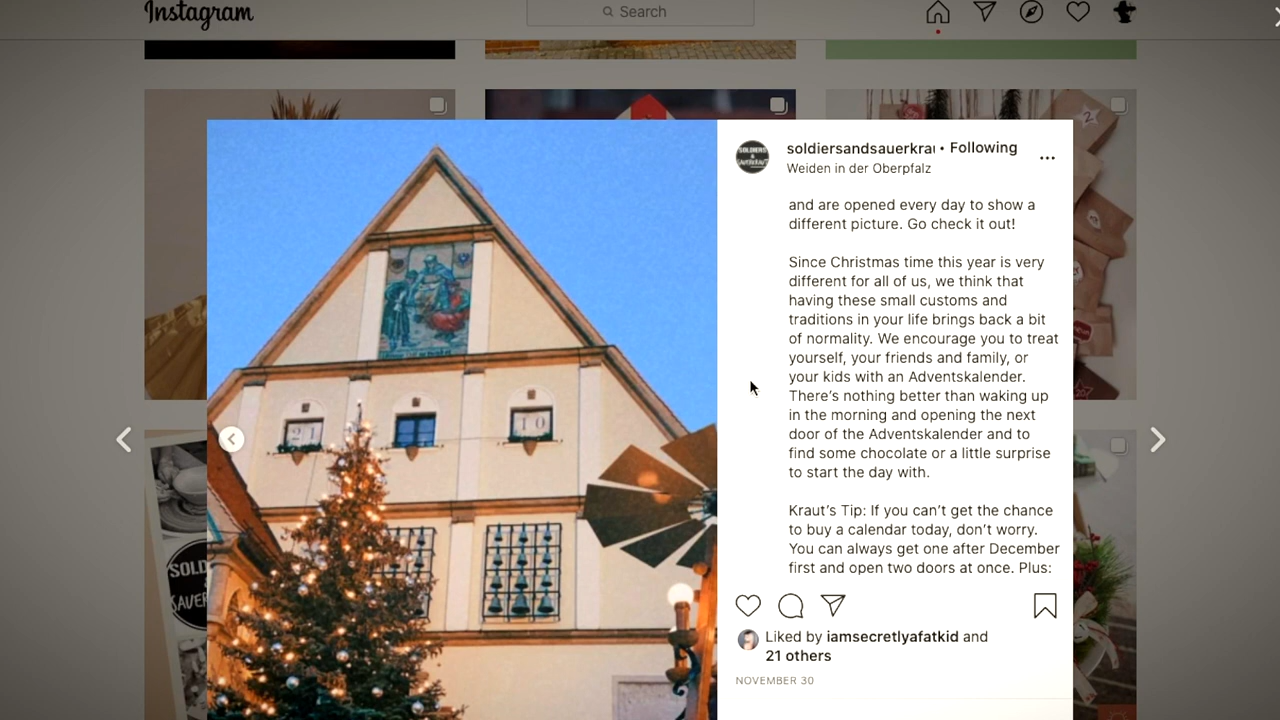 Instagram
Search
soldiersandsauerkrau • Following
Weiden in der Oberpfalz
and are opened every day to show a
different picture. Go check it out!
Since Christmas time this year is very
different for all of us, we think that
having these small customs and
traditions in your life brings back a bit
of normality. We encourage you to treat
yourself, your friends and family, or
your kids with an Adventskalender.
There's nothing better than waking up
in the morning and opening the next
door of the Adventskalender and to
find some chocolate or a little surprise
to start the day with.
Kraut's Tip: If you can't get the chance
to buy a calendar today, don't worry.
You can always get one after December
first and open two doors at once. Plus:
Liked by iamsecretlyafatkid and
21 others
NOVEMBER 30
21
10
2
SOLD
SAUER
SOLDIERS
&
SAUERKRAUT